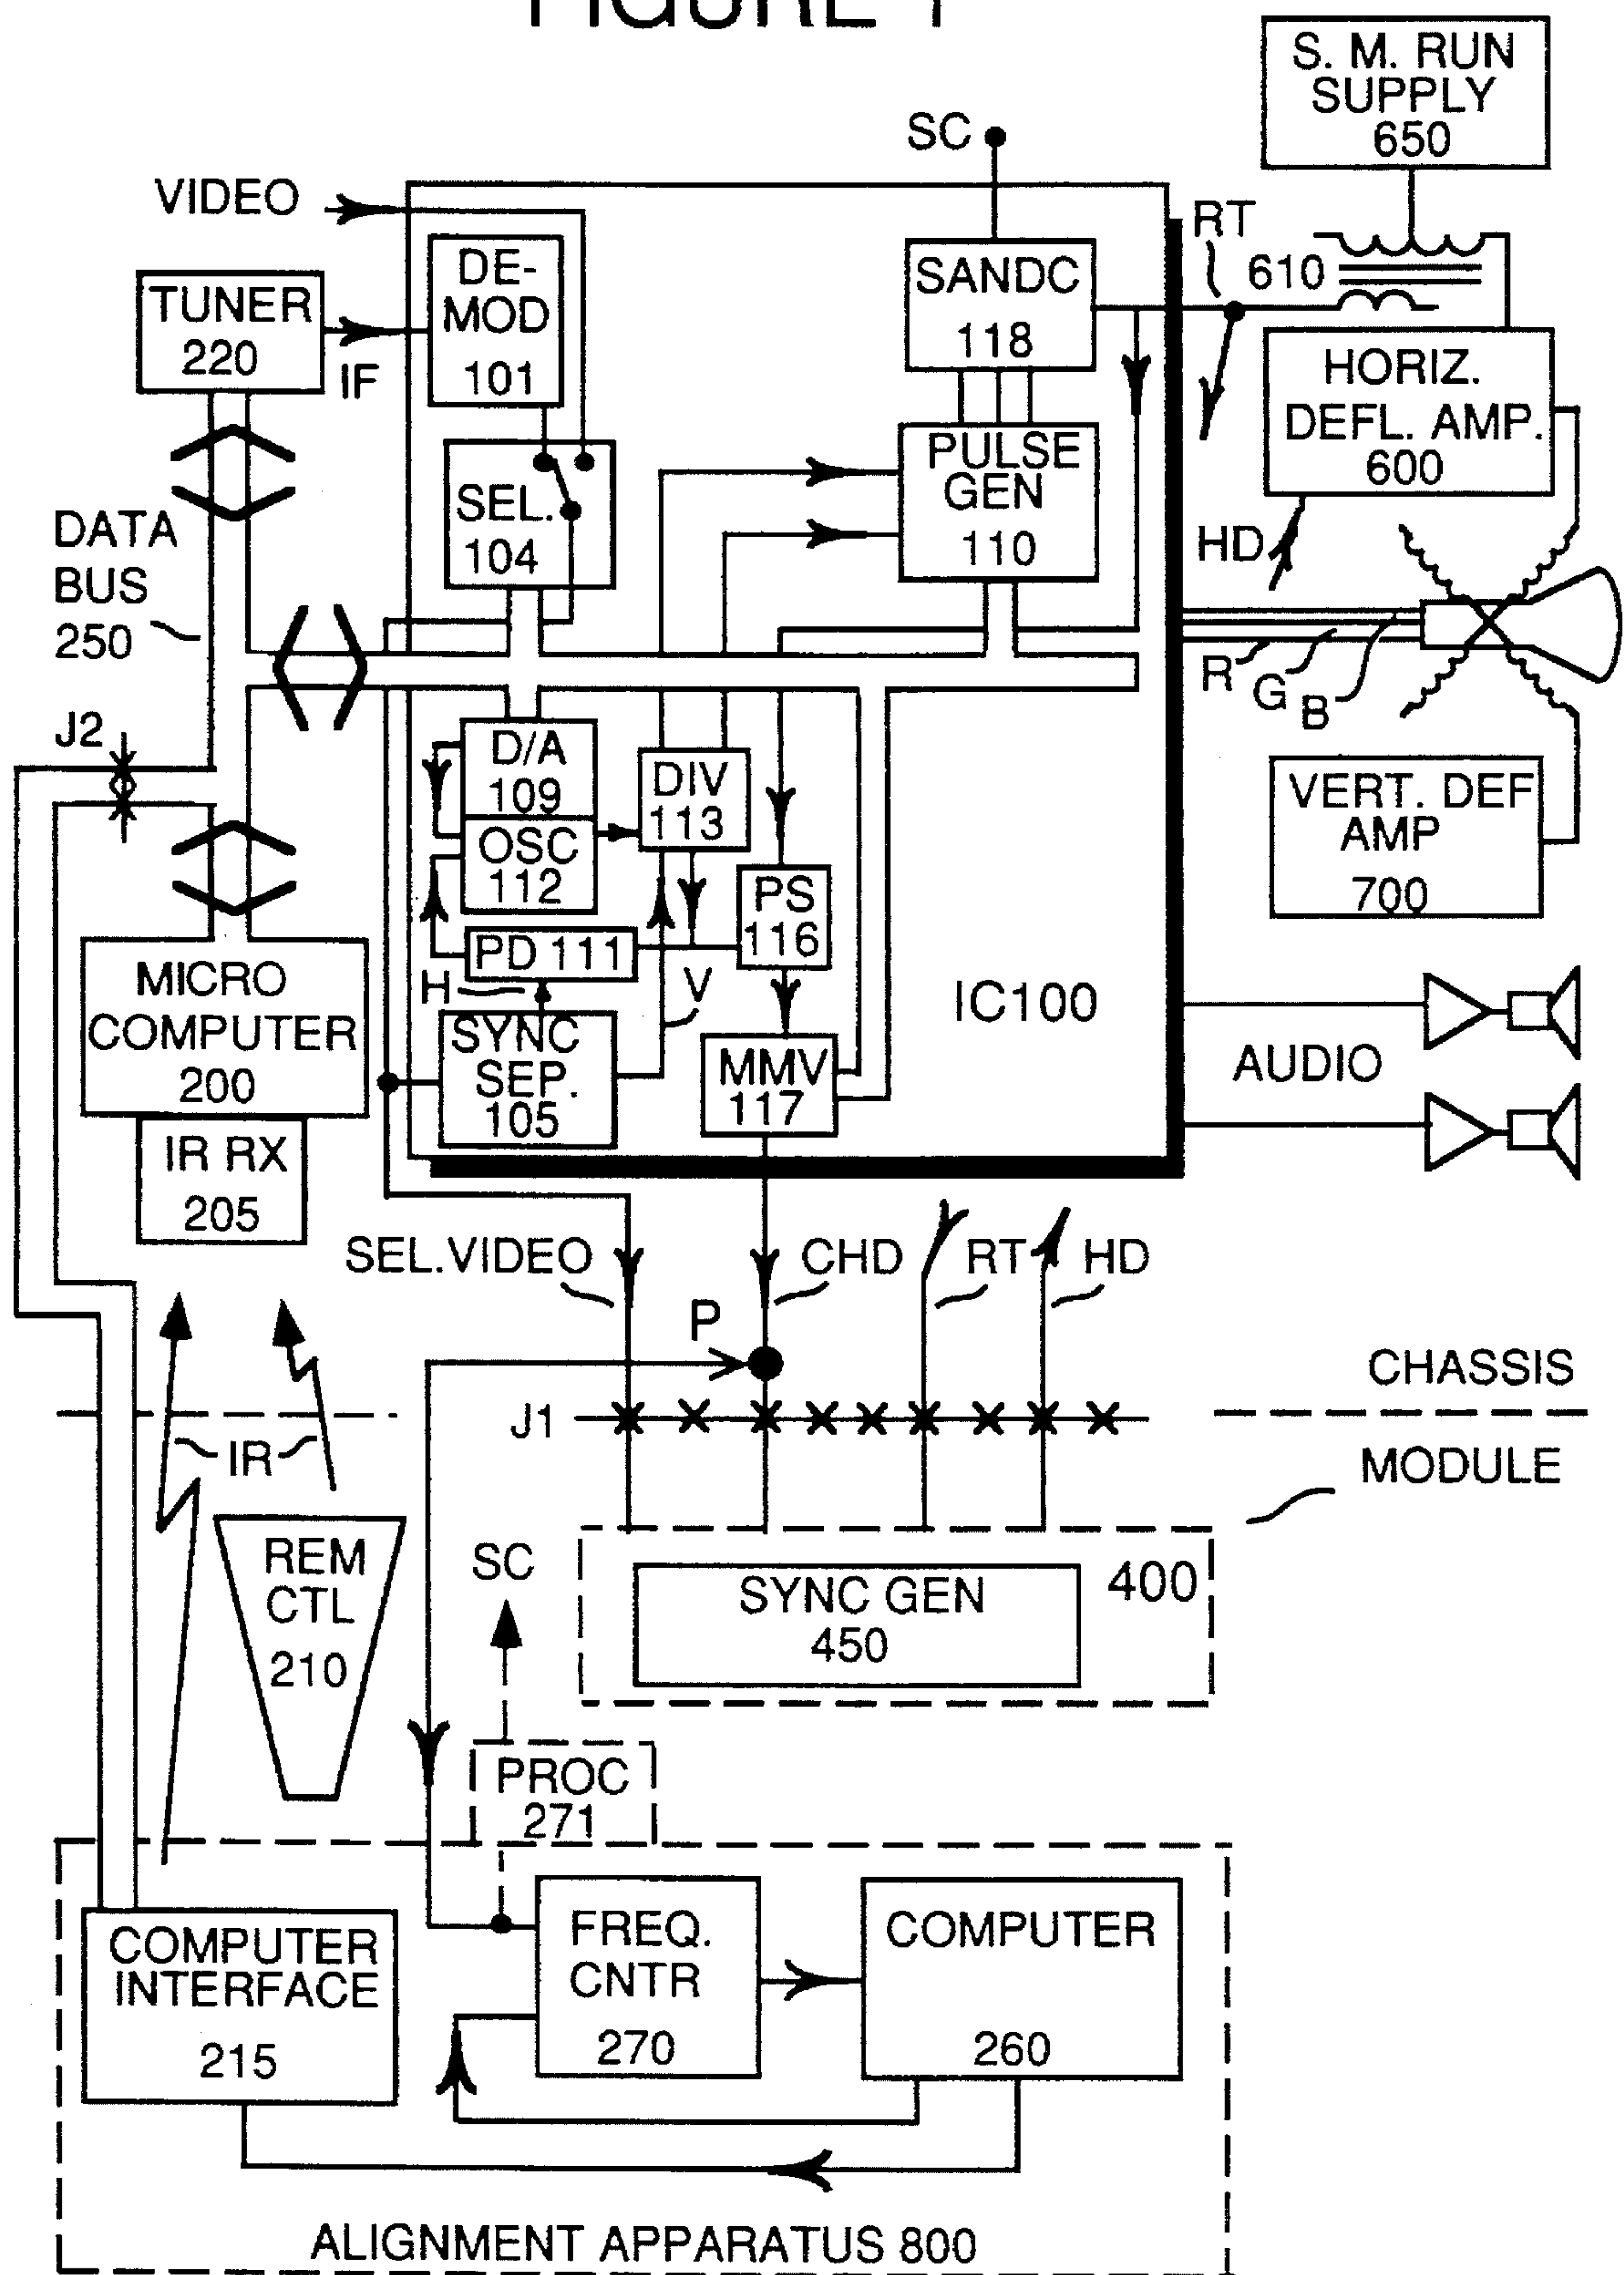 FIGURE 1
S. M. RUN
SUPPLY
650
SC
VIDEO
RT
610
DE-
MOD
101
SANDC
118
TUNER
220
IF
HORIZ.
DEFL. AMP.
600
PULSE
GEN
110
SEL.
104
DATA
BUS
250
HD
R
G
B
J2
D/A
109
DIV
113
OSC
112
VERT. DEF
AMP
700
PS
116
PD 111
H
V
MICRO
COMPUTER
200
IC100
SYNC
SEP.
105
MMV
117
AUDIO
IR RX
205
SEL.VIDEO
CHD
RT
HD
P
CHASSIS
J1
MODULE
IR
REM
CTL
210
SC
400
SYNC GEN
450
PROC
271
COMPUTER
INTERFACE
215
FREQ.
CNTR
270
COMPUTER
260
ALIGNMENT APPARATUS 800